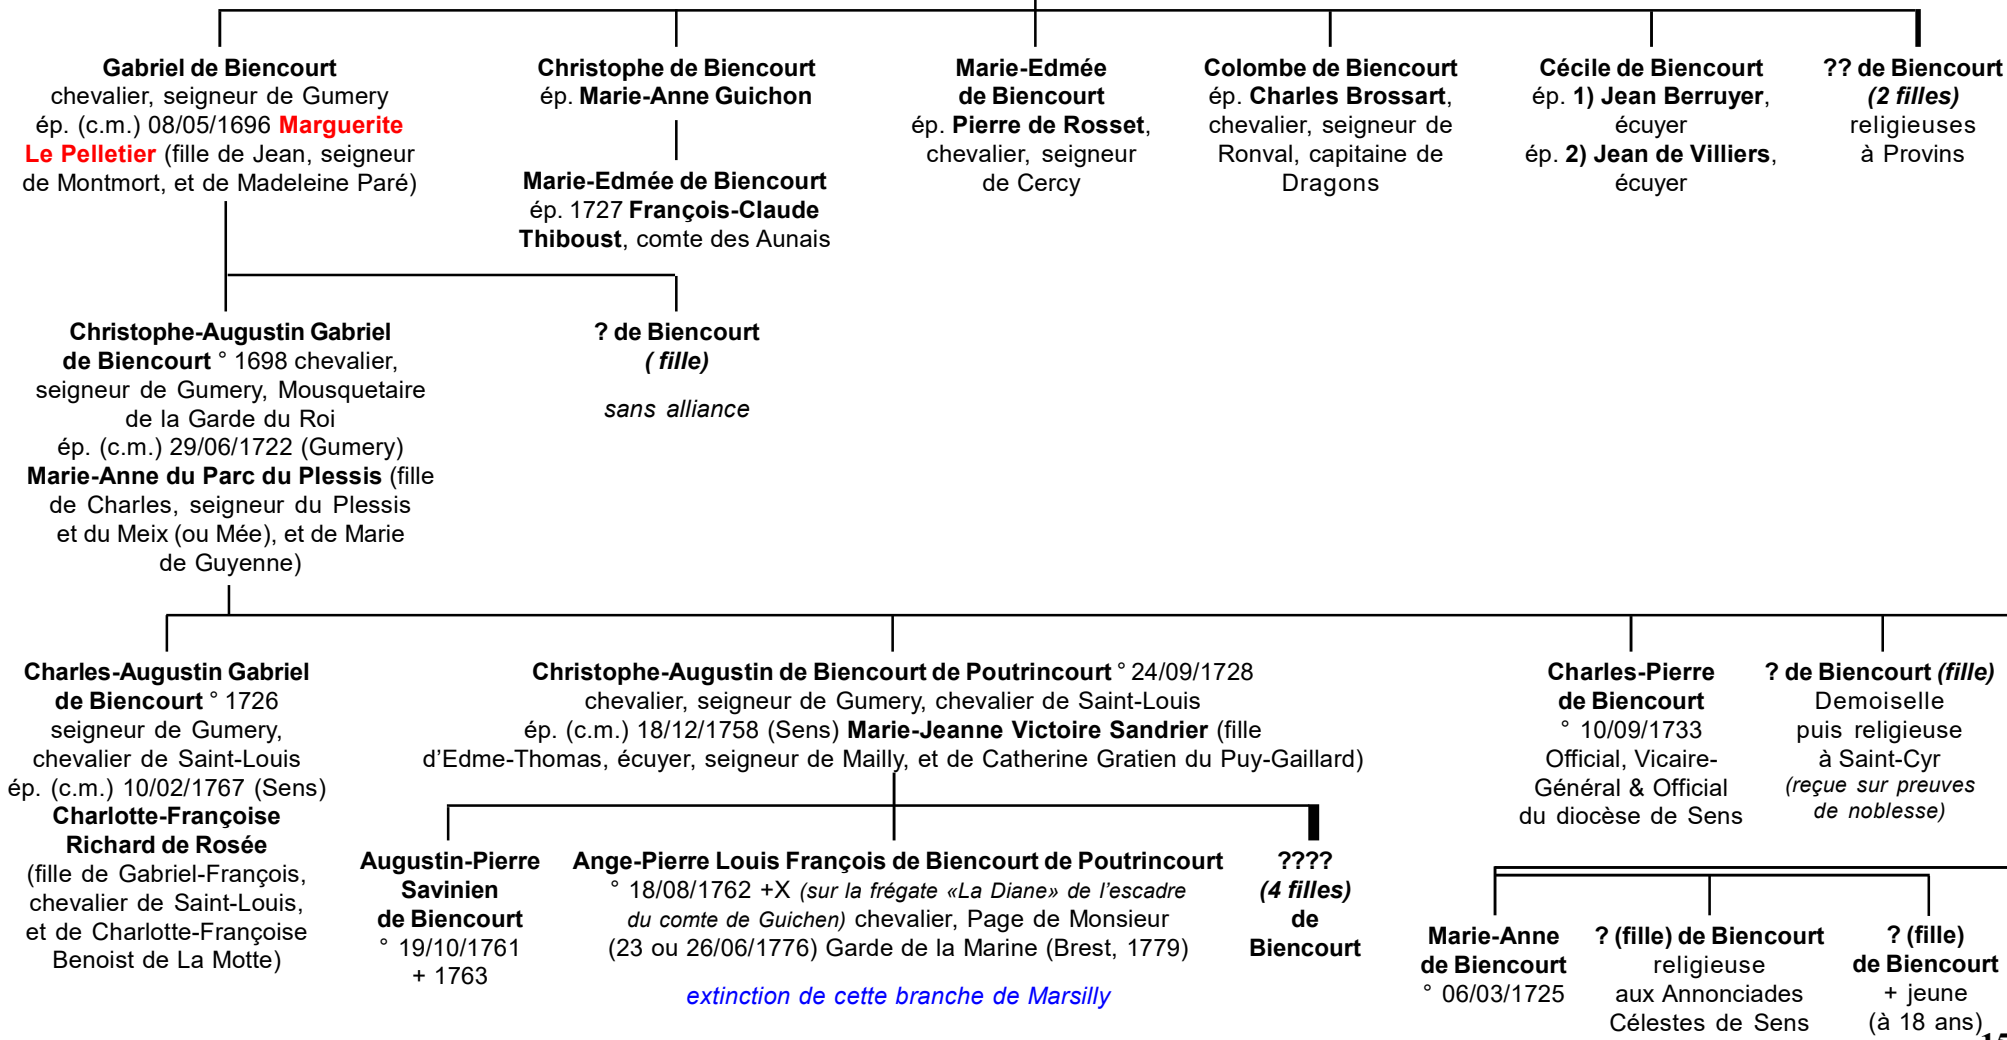 Gabriel de Biencourt
chevalier, seigneur de Gumery
ép. (c.m.) 08/05/1696 Marguerite
Le Pelletier (fille de Jean, seigneur
de Montmort, et de Madeleine Paré)
Christophe de Biencourt
ép. Marie-Anne Guichon
Marie-Edmée de Biencourt
ép. 1727 François-Claude
Thiboust, comte des Aunais
Marie-Edmée
de Biencourt
ép. Pierre de Rosset,
chevalier, seigneur
de Cercy
Colombe de Biencourt
ép. Charles Brossart,
chevalier, seigneur de
Ronval, capitaine de
Dragons
Cécile de Biencourt
ép. 1) Jean Berruyer,
écuyer
ép. 2) Jean de Villiers,
écuyer
?? de Biencourt
(2 filles)
religieuses
à Provins
Christophe-Augustin Gabriel
de Biencourt ° 1698 chevalier,
seigneur de Gumery, Mousquetaire
de la Garde du Roi
ép. (c.m.) 29/06/1722 (Gumery)
Marie-Anne du Parc du Plessis (fille
de Charles, seigneur du Plessis
et du Meix (ou Mée), et de Marie
de Guyenne)
? de Biencourt
( fille)
sans alliance
Charles-Augustin Gabriel
de Biencourt ° 1726
seigneur de Gumery,
chevalier de Saint-Louis
ép. (c.m.) 10/02/1767 (Sens)
Charlotte-Françoise
Richard de Rosée
(fille de Gabriel-François,
chevalier de Saint-Louis,
et de Charlotte-Françoise
Benoist de La Motte)
Christophe-Augustin de Biencourt de Poutrincourt ° 24/09/1728
chevalier, seigneur de Gumery, chevalier de Saint-Louis
ép. (c.m.) 18/12/1758 (Sens) Marie-Jeanne Victoire Sandrier (fille
d'Edme-Thomas, écuyer, seigneur de Mailly, et de Catherine Gratien du Puy-Gaillard)
Charles-Pierre
de Biencourt
° 10/09/1733
Official, Vicaire-
Général & Official
du diocèse de Sens
? de Biencourt (fille)
Demoiselle
puis religieuse
à Saint-Cyr
(reçue sur preuves
de noblesse)
Augustin-Pierre
Savinien
de Biencourt
° 19/10/1761
+ 1763
Ange-Pierre Louis François de Biencourt de Poutrincourt
° 18/08/1762 +X (sur la frégate «La Diane» de l'escadre
du comte de Guichen) chevalier, Page de Monsieur
(23 ou 26/06/1776) Garde de la Marine (Brest, 1779)
extinction de cette branche de Marsilly
????
(4 filles)
de
Biencourt
Marie-Anne
de Biencourt
° 06/03/1725
? (fille) de Biencourt
religieuse
aux Annonciades
Célestes de Sens
? (fille)
de Biencourt
+ jeune
(à 18 ans)